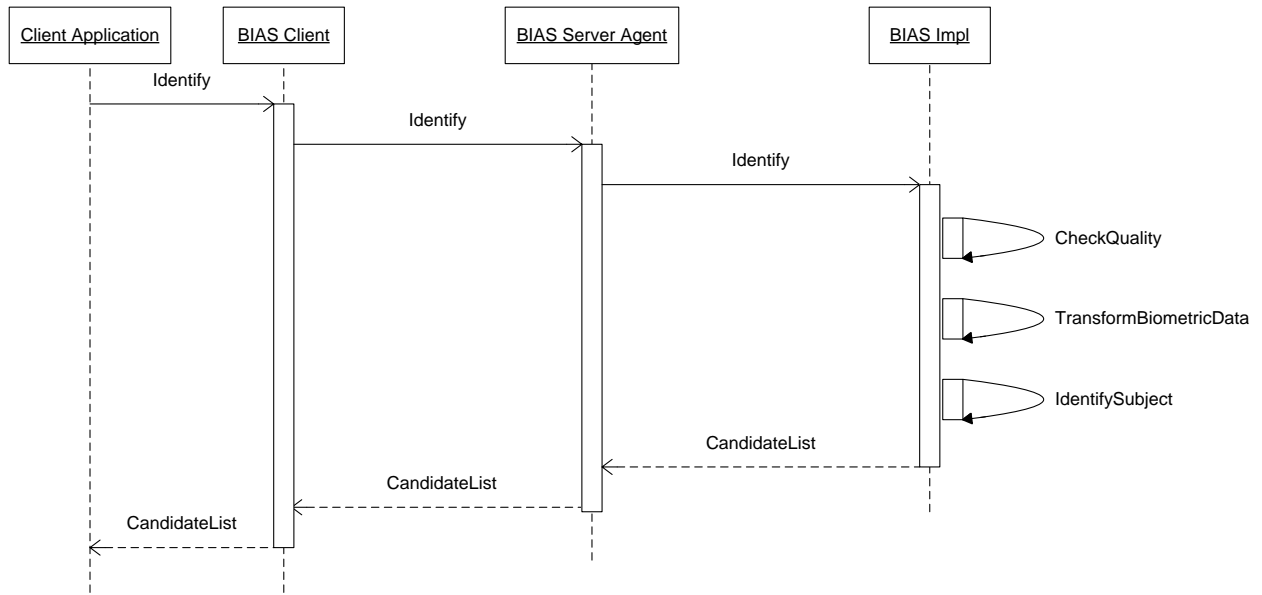 Client Application
BIAS Client
BIAS Server Agent
BIAS Impl
Identify
Identify
Identify
CheckQuality
TransformBiometricData
IdentifySubject
CandidateList
CandidateList
CandidateList